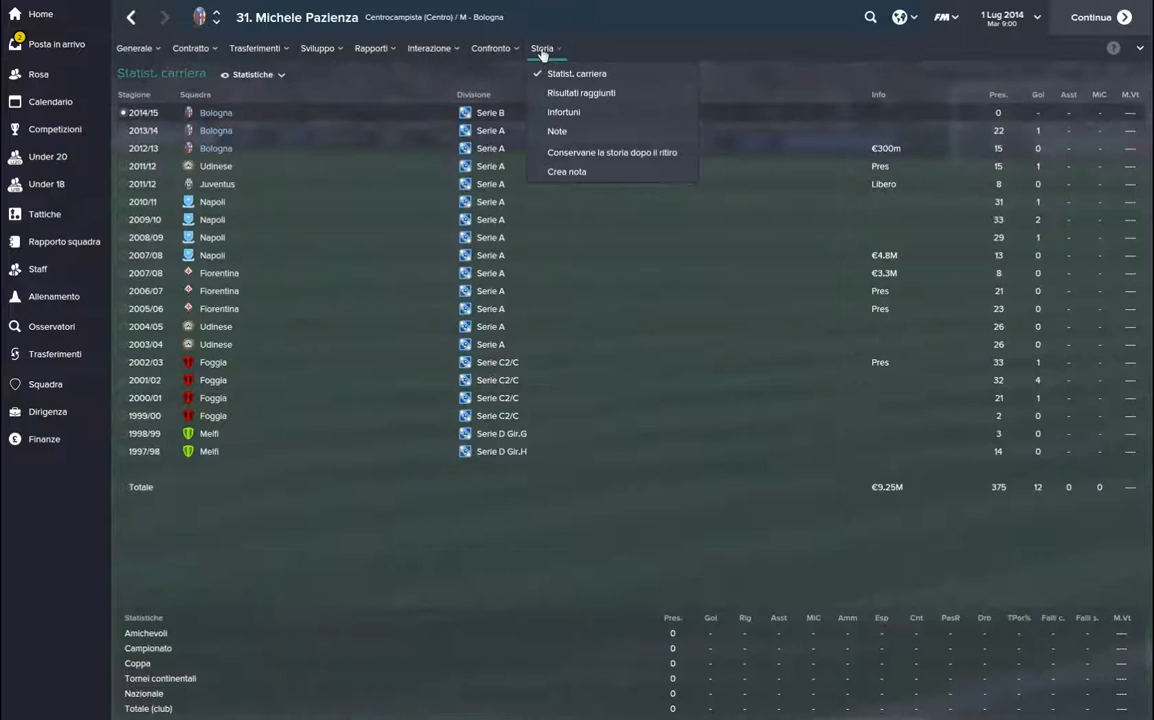 Home
31. Michele Pazienza
Centrocampista (Centro) / M - Bologna
FM
1 Lug 2014
Mar 9:00
Continua
2
Posta in arrivo
Rosa
Calendario
Competizioni
Under 20
Under 18
Tattiche
Rapporto squadra
Staff
Allenamento
Osservatori
Trasferimenti
Squadra
Dirigenza
Finanze
Generale Contratto Trasferimenti Sviluppo Rapporti Interazione Confronto Storia
?
Statist. carriera
Statistiche
Statist. carriera
Risultati raggiunti
Infortuni
Note
Conservane la storia dopo il ritiro
Crea nota
Stagione Squadra Divisione Info Pres. Gol Asst MiC M.Vt
2014/15 Bologna Serie B 0 - - - ---
2013/14 Bologna Serie A 22 1 - - ---
2012/13 Bologna Serie A €300m 15 0 - - ---
2011/12 Udinese Serie A Pres 15 1 - - ---
2011/12 Juventus Serie A Libero 8 0 - - ---
2010/11 Napoli Serie A 31 1 - - ---
2009/10 Napoli Serie A 33 2 - - ---
2008/09 Napoli Serie A 29 1 - - ---
2007/08 Napoli Serie A €4.8M 13 0 - - ---
2007/08 Fiorentina Serie A €3.3M 8 0 - - ---
2006/07 Fiorentina Serie A Pres 21 0 - - ---
2005/06 Fiorentina Serie A Pres 23 0 - - ---
2004/05 Udinese Serie A 26 0 - - ---
2003/04 Udinese Serie A 26 0 - - ---
2002/03 Foggia Serie C2/C Pres 33 1 - - ---
2001/02 Foggia Serie C2/C 32 4 - - ---
2000/01 Foggia Serie C2/C 21 1 - - ---
1999/00 Foggia Serie C2/C 2 0 - - ---
1998/99 Melfi Serie D Gir.G 3 0 - - ---
1997/98 Melfi Serie D Gir.H 14 0 - - ---
Totale €9.25M 375 12 0 0 ---
Statistiche Pres. Gol Rig Asst MiC Amm Esp Cnt PasR Drb TPor% Falli c. Falli s. M.Vt
Amichevoli 0 - - - - - - - - - - - - ---
Campionato 0 - - - - - - - - - - - - ---
Coppa 0 - - - - - - - - - - - - ---
Tornei continentali 0 - - - - - - - - - - - - ---
Nazionale 0 - - - - - - - - - - - - ---
Totale (club) 0 - - - - - - - - - - - - ---